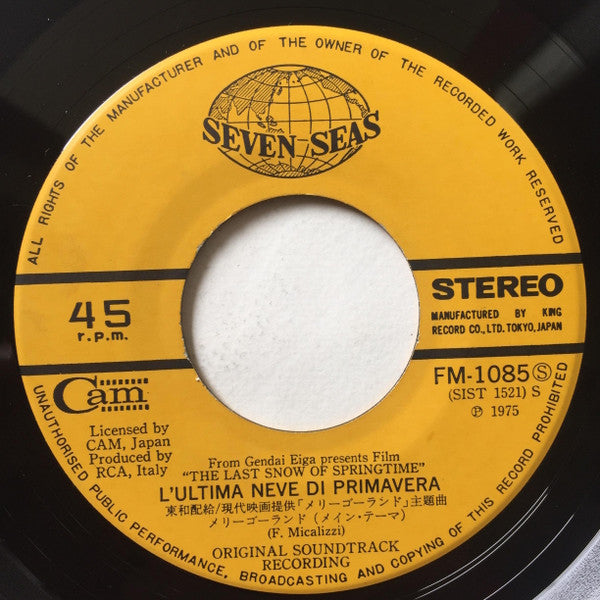 ALL RIGHTS OF THE MANUFACTURER AND OF THE OWNER OF THE RECORDED WORK RESERVED
SEVEN SEAS
45
r.p.m.
STEREO
MANUFACTURED BY KING
RECORD CO., LTD. TOKYO, JAPAN
Cam
FM-1085Ⓢ
(SIST 1521) S
Ⓟ 1975
Licensed by
CAM, Japan
Produced by
RCA, Italy
From Gendai Eiga presents Film
"THE LAST SNOW OF SPRINGTIME"
L'ULTIMA NEVE DI PRIMAVERA
東和配給/現代映画提供「メリーゴーランド」主題曲
メリーゴーランド (メイン・テーマ)
(F. Micalizzi)
ORIGINAL SOUNDTRACK
RECORDING
UNAUTHORISED PUBLIC PERFORMANCE, BROADCASTING AND COPYING OF THIS RECORD PROHIBITED